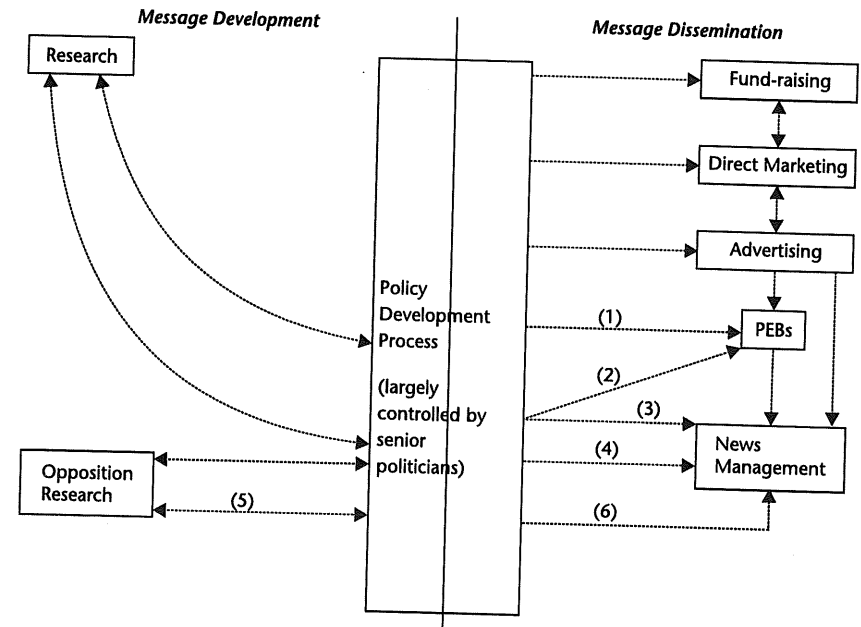 Message Development
Message Dissemination
Research
Fund-raising
Direct Marketing
Advertising
Policy
Development
Process
(largely
controlled by
senior
politicians)
(1)
PEBs
(2)
(3)
(4)
News
Management
Opposition
Research
(5)
(6)